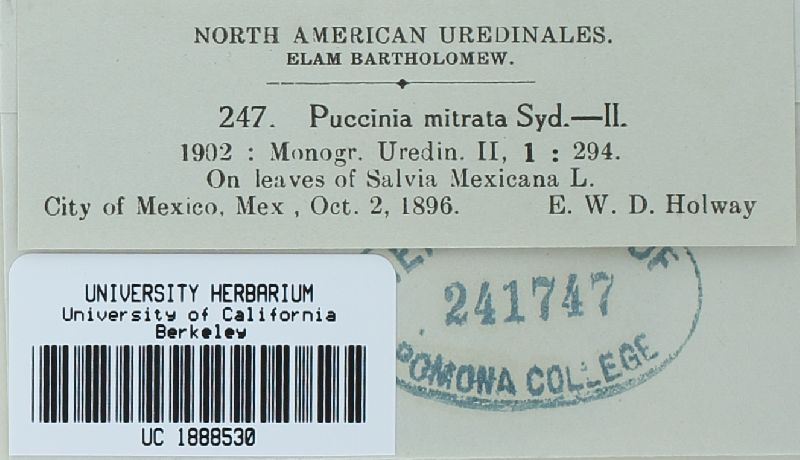 NORTH AMERICAN UREDINALES.
ELAM BARTHOLOMEW.
247. Puccinia mitrata Syd.—II.
1902 : Monogr. Uredin. II, 1 : 294.
On leaves of Salvia Mexicana L.
City of Mexico, Mex , Oct. 2, 1896. E. W. D. Holway
OF
241747
POMONA COLLEGE
UNIVERSITY HERBARIUM
University of California
Berkeley
UC 1888530